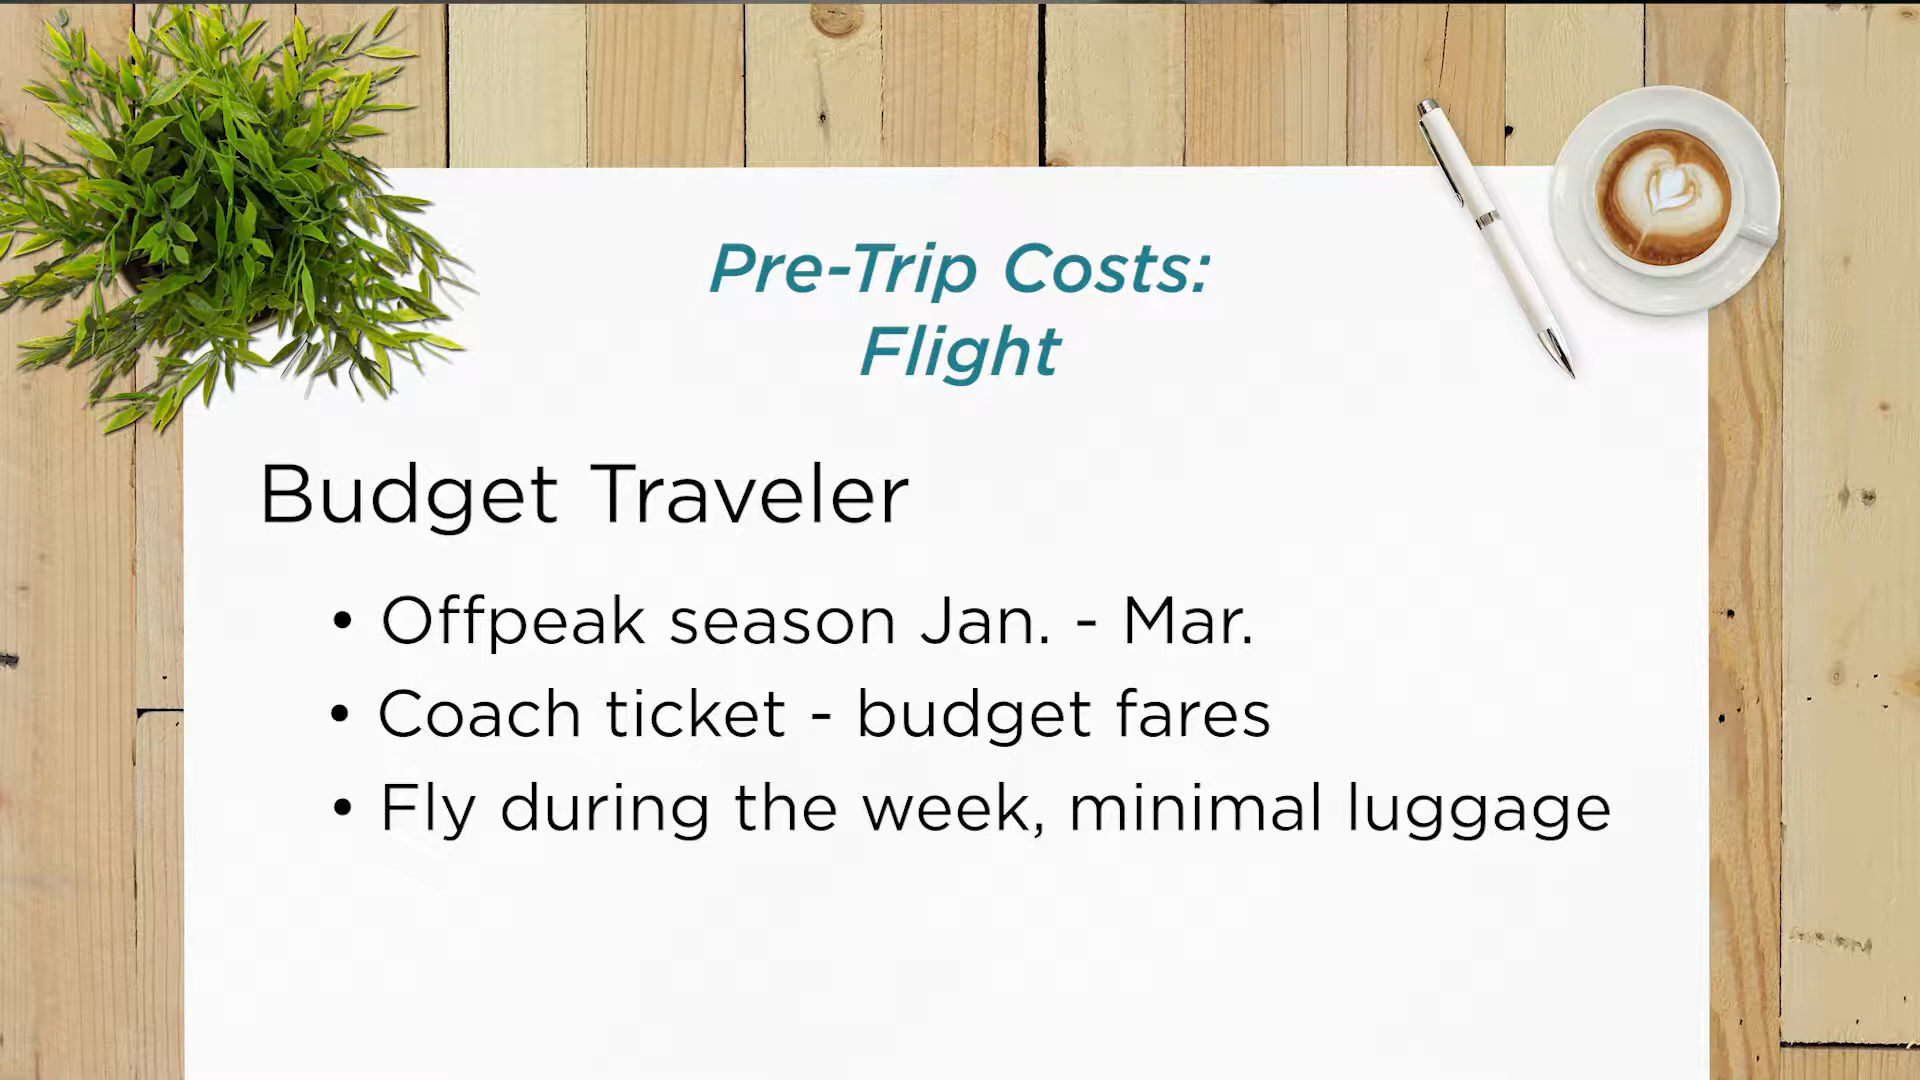 Pre-Trip Costs:
Flight
Budget Traveler
• Offpeak season Jan. - Mar.
• Coach ticket - budget fares
• Fly during the week, minimal luggage